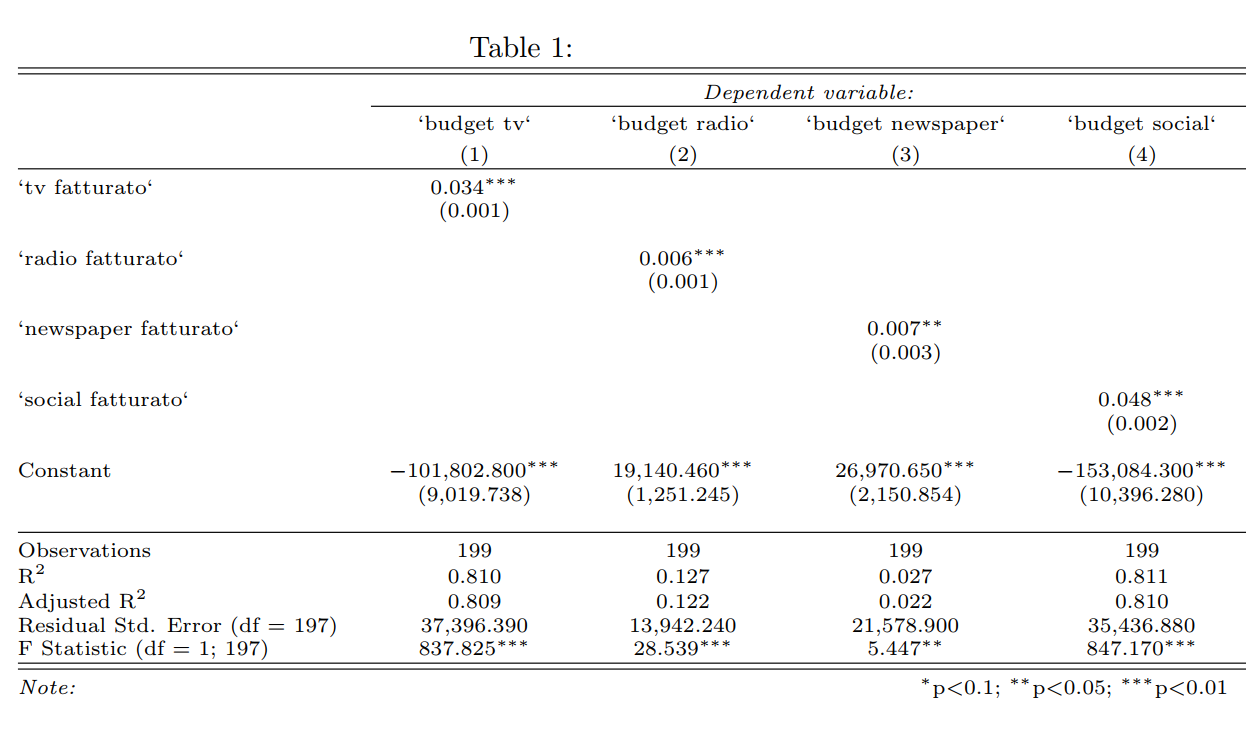 Table 1:
Dependent variable:
‘budget tv‘ ‘budget radio‘ ‘budget newspaper‘ ‘budget social‘
(1) (2) (3) (4)
‘tv fatturato‘ 0.034***
(0.001)
‘radio fatturato‘ 0.006***
(0.001)
‘newspaper fatturato‘ 0.007**
(0.003)
‘social fatturato‘ 0.048***
(0.002)
Constant −101,802.800*** 19,140.460*** 26,970.650*** −153,084.300***
(9,019.738) (1,251.245) (2,150.854) (10,396.280)
Observations 199 199 199 199
R² 0.810 0.127 0.027 0.811
Adjusted R² 0.809 0.122 0.022 0.810
Residual Std. Error (df = 197) 37,396.390 13,942.240 21,578.900 35,436.880
F Statistic (df = 1; 197) 837.825*** 28.539*** 5.447** 847.170***
Note: *p<0.1; **p<0.05; ***p<0.01